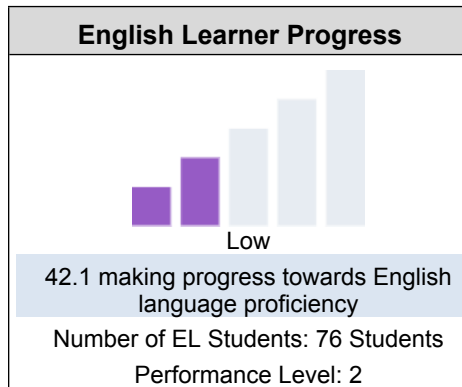 English Learner Progress
Low
42.1 making progress towards English
language proficiency
Number of EL Students: 76 Students
Performance Level: 2